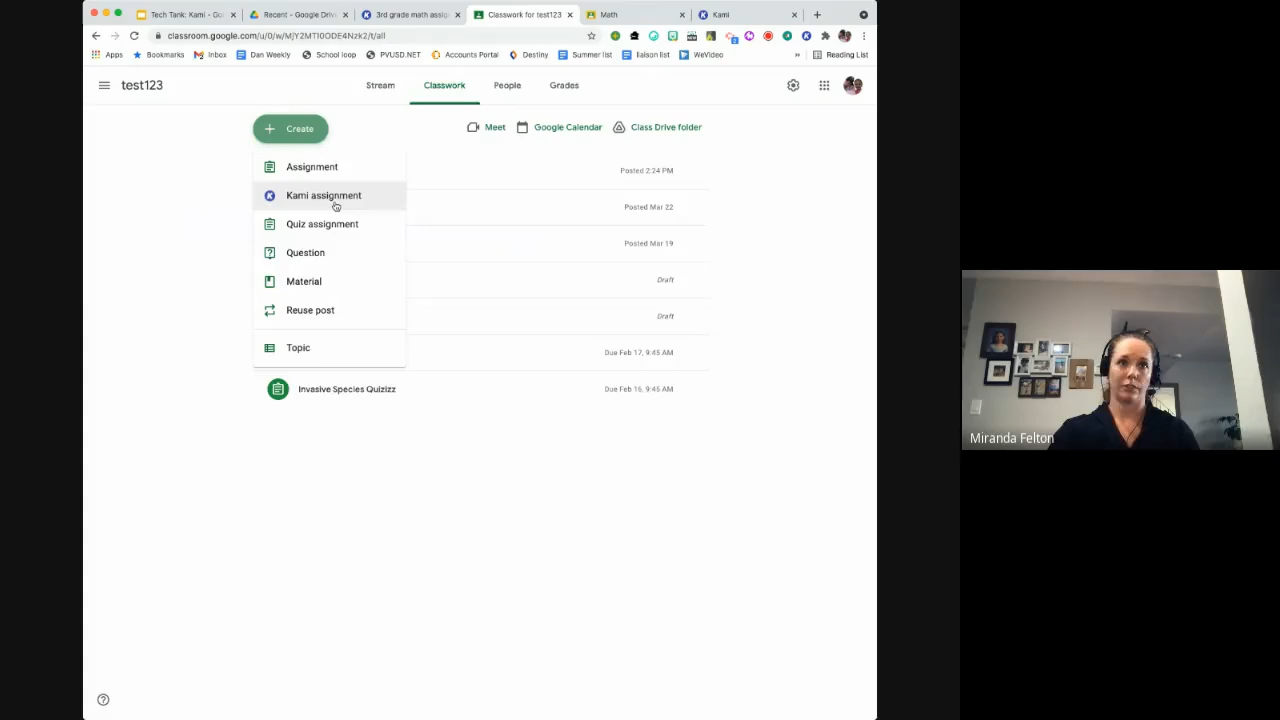 Tech Tank: Kami - Go
Recent - Google Driv
3rd grade math assig
Classwork for test123
Math
Kami
classroom.google.com/u/0/w/MjY2MTI0ODE4Nzk2/t/all
Apps
Bookmarks
Inbox
Dan Weekly
School loop
PVUSD.NET
Accounts Portal
Destiny
Summer list
liaison list
WeVideo
»
Reading List
test123
Stream
Classwork
People
Grades
Create
Meet
Google Calendar
Class Drive folder
Assignment
Posted 2:24 PM
Kami assignment
Posted Mar 22
Quiz assignment
Posted Mar 19
Question
Material
Draft
Reuse post
Draft
Topic
Due Feb 17, 9:45 AM
Invasive Species Quizizz
Due Feb 15, 9:45 AM
Miranda Felton